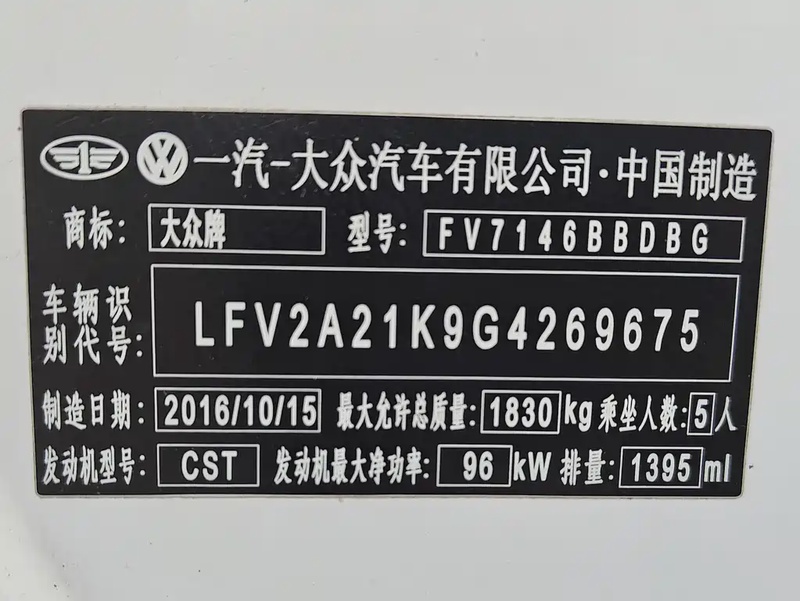 一汽-大众汽车有限公司·中国制造
商标: 大众牌 型号: FV7146BBDBG
车辆识别代号: LFV2A21K9G4269675
制造日期: 2016/10/15 最大允许总质量: 1830 kg 乘坐人数: 5 人
发动机型号: CST 发动机最大净功率: 96 kW 排量: 1395 ml